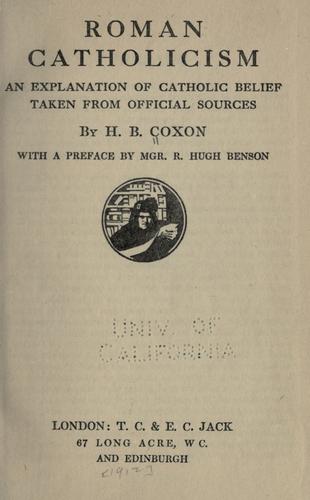 ROMAN
CATHOLICISM
AN EXPLANATION OF CATHOLIC BELIEF
TAKEN FROM OFFICIAL SOURCES
BY H. B. COXON
WITH A PREFACE BY MGR. R. HUGH BENSON
UNIV. OF
CALIFORNIA
LONDON: T. C. & E. C. JACK
67 LONG ACRE, W C.
AND EDINBURGH
[1912]